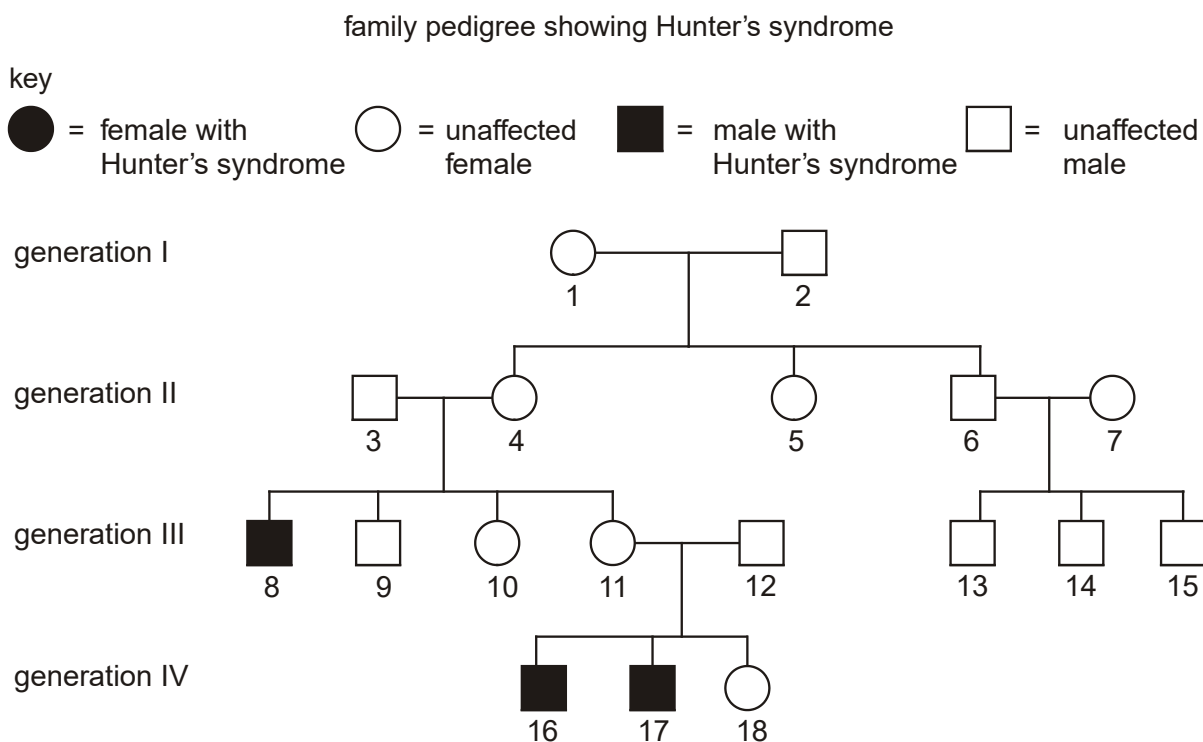 family pedigree showing Hunter’s syndrome
key
= female with Hunter’s syndrome
= unaffected female
= male with Hunter’s syndrome
= unaffected male
generation I
1 2
generation II
3 4 5 6 7
generation III
8 9 10 11 12 13 14 15
generation IV
16 17 18